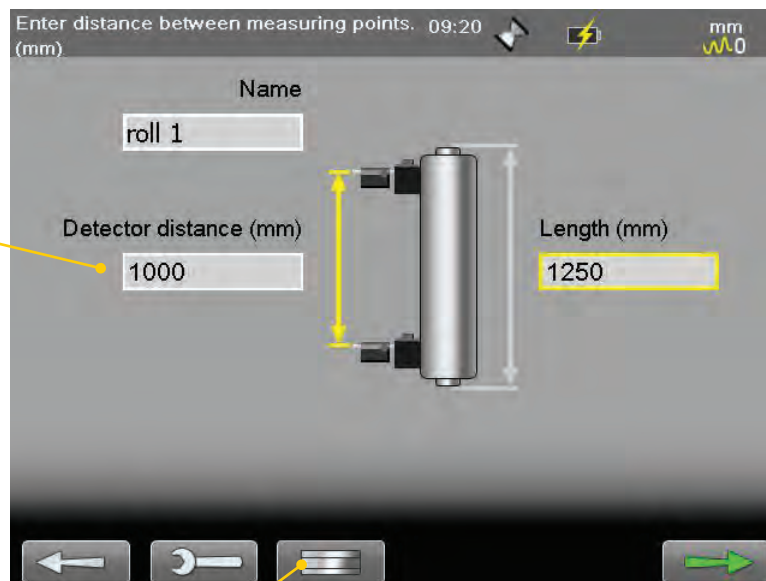 Enter distance between measuring points. 09:20
(mm)
mm
0
Name
roll 1
Detector distance (mm)
1000
Length (mm)
1250